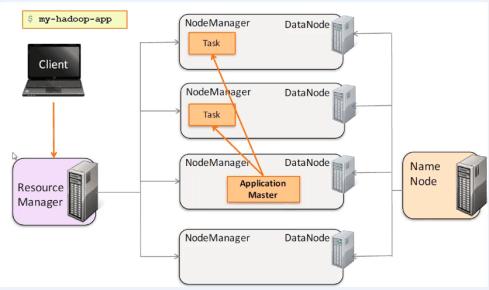 $ my-hadoop-app
Client
Resource
Manager
NodeManager
DataNode
Task
NodeManager
DataNode
Task
NodeManager
DataNode
Application
Master
NodeManager
DataNode
Name
Node